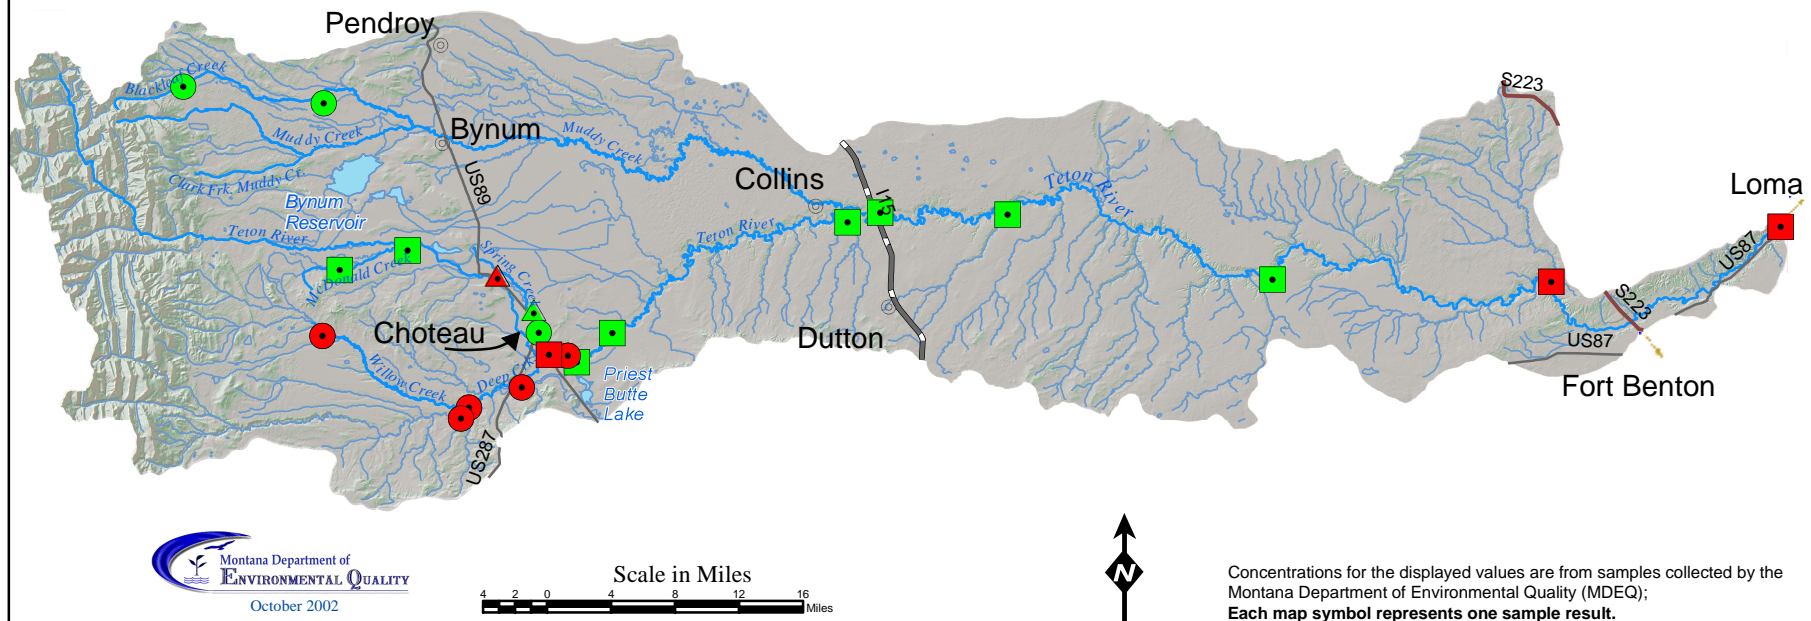 Pendroy
S223
Blackleaf Creek
Muddy Creek
Bynum
Muddy Creek
Clark Frk. Muddy Cr.
US89
Collins
I15
Teton River
Loma
Bynum
Reservoir
Teton River
Teton River
Spring Creek
McDonald Creek
US87
S223
Choteau
Dutton
US87
Willow Creek
Deep Cr
Priest
Butte
Lake
Fort Benton
US287
Montana Department of
ENVIRONMENTAL QUALITY
October 2002
Scale in Miles
4 2 0 4 8 12 16
Miles
N
Concentrations for the displayed values are from samples collected by the
Montana Department of Environmental Quality (MDEQ);
Each map symbol represents one sample result.